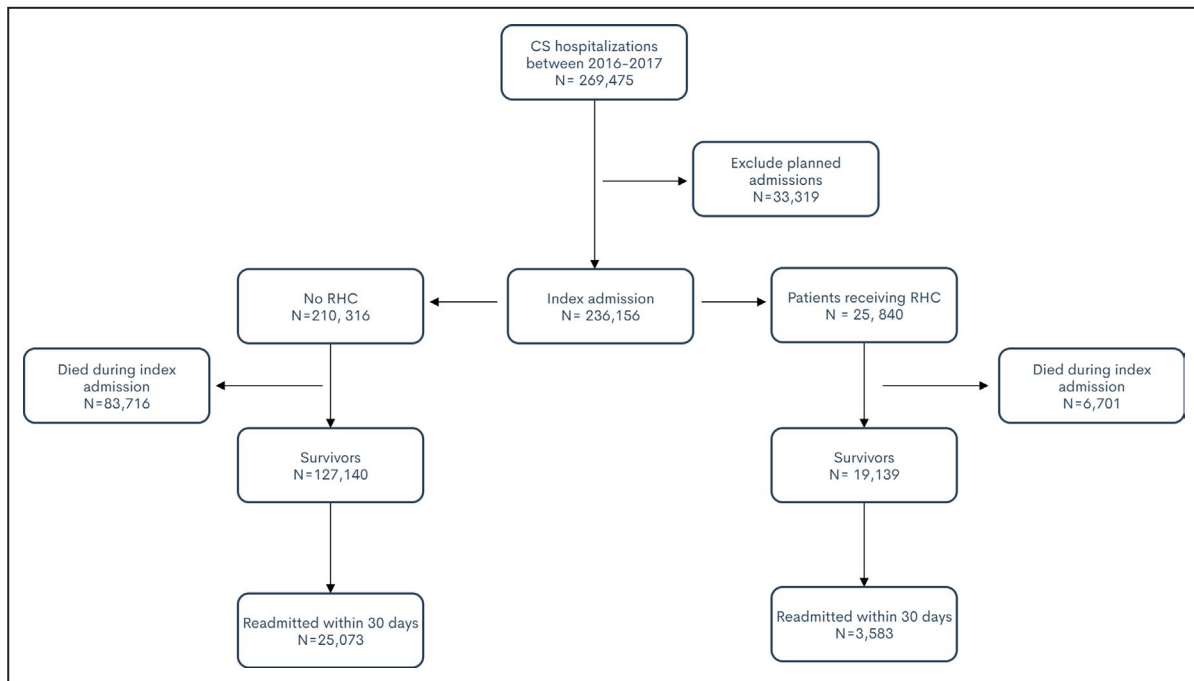 CS hospitalizations
between 2016-2017
N= 269,475
Exclude planned
admissions
N=33,319
No RHC
N=210, 316
Index admission
N= 236,156
Patients receiving RHC
N = 25, 840
Died during index
admission
N=83,716
Died during index
admission
N=6,701
Survivors
N=127,140
Survivors
N= 19,139
Readmitted within 30 days
N=25,073
Readmitted within 30 days
N=3,583